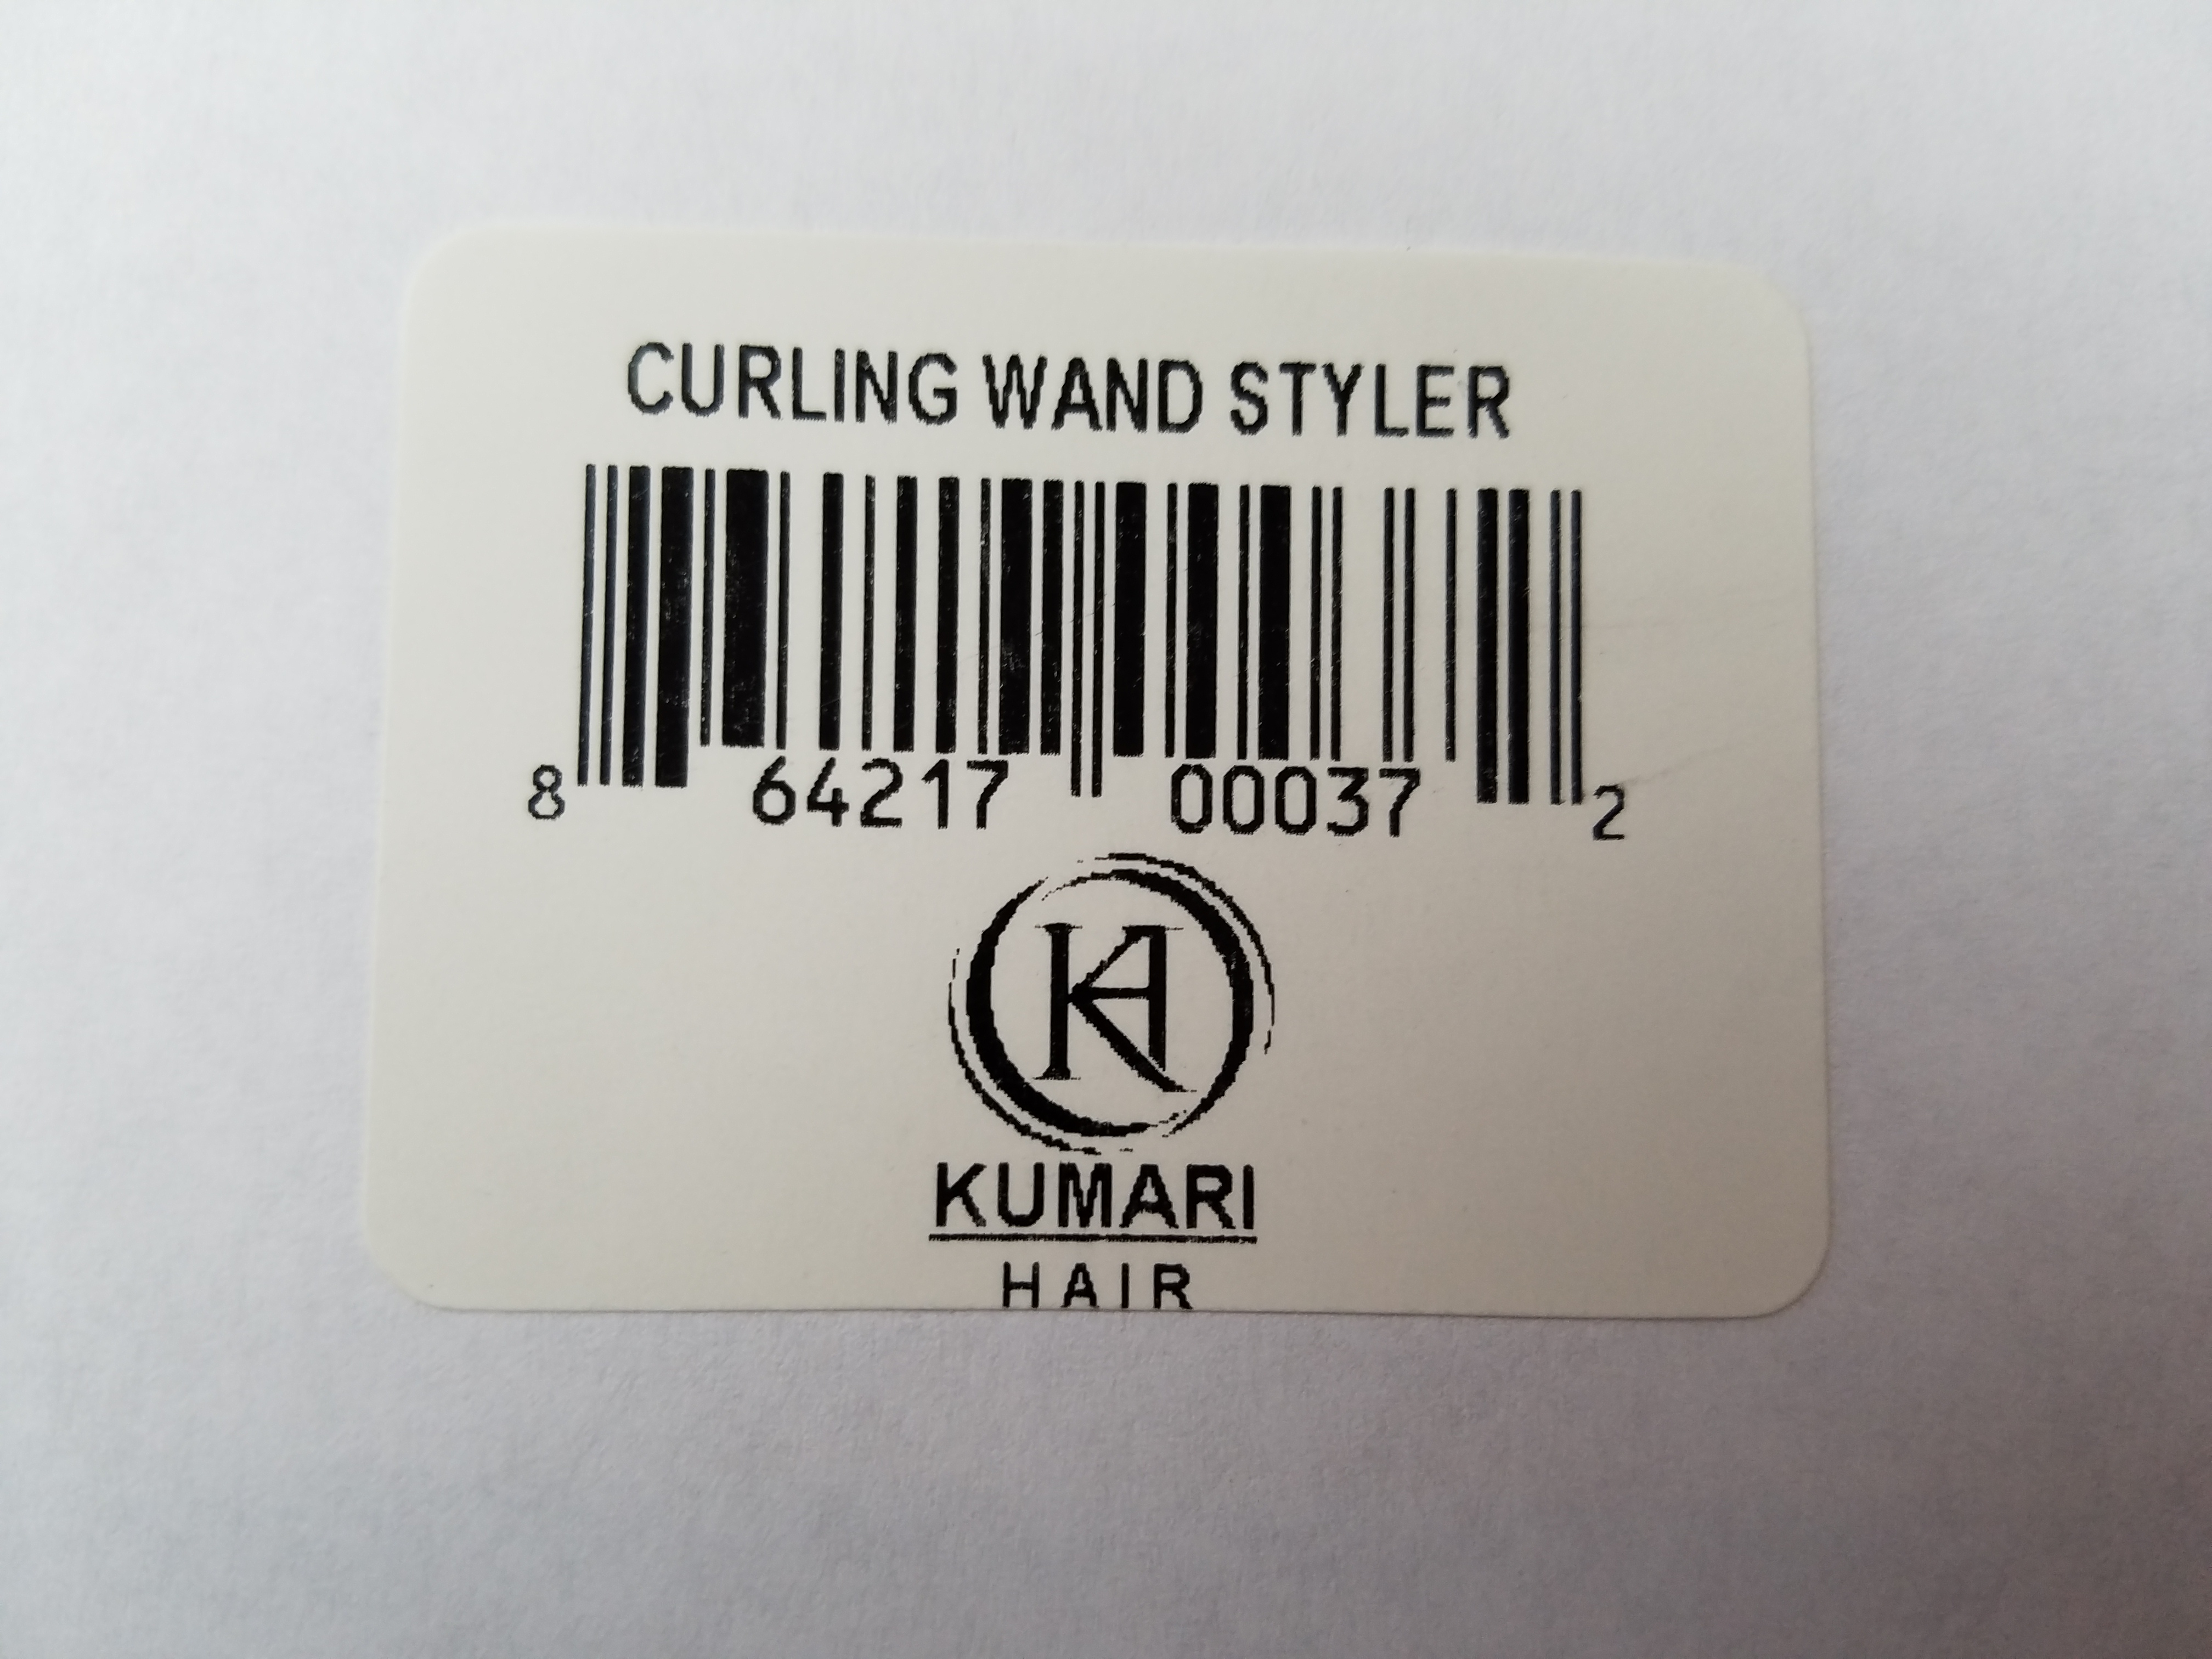 CURLING WAND STYLER
8 64217 00037 2
KH
KUMARI
HAIR